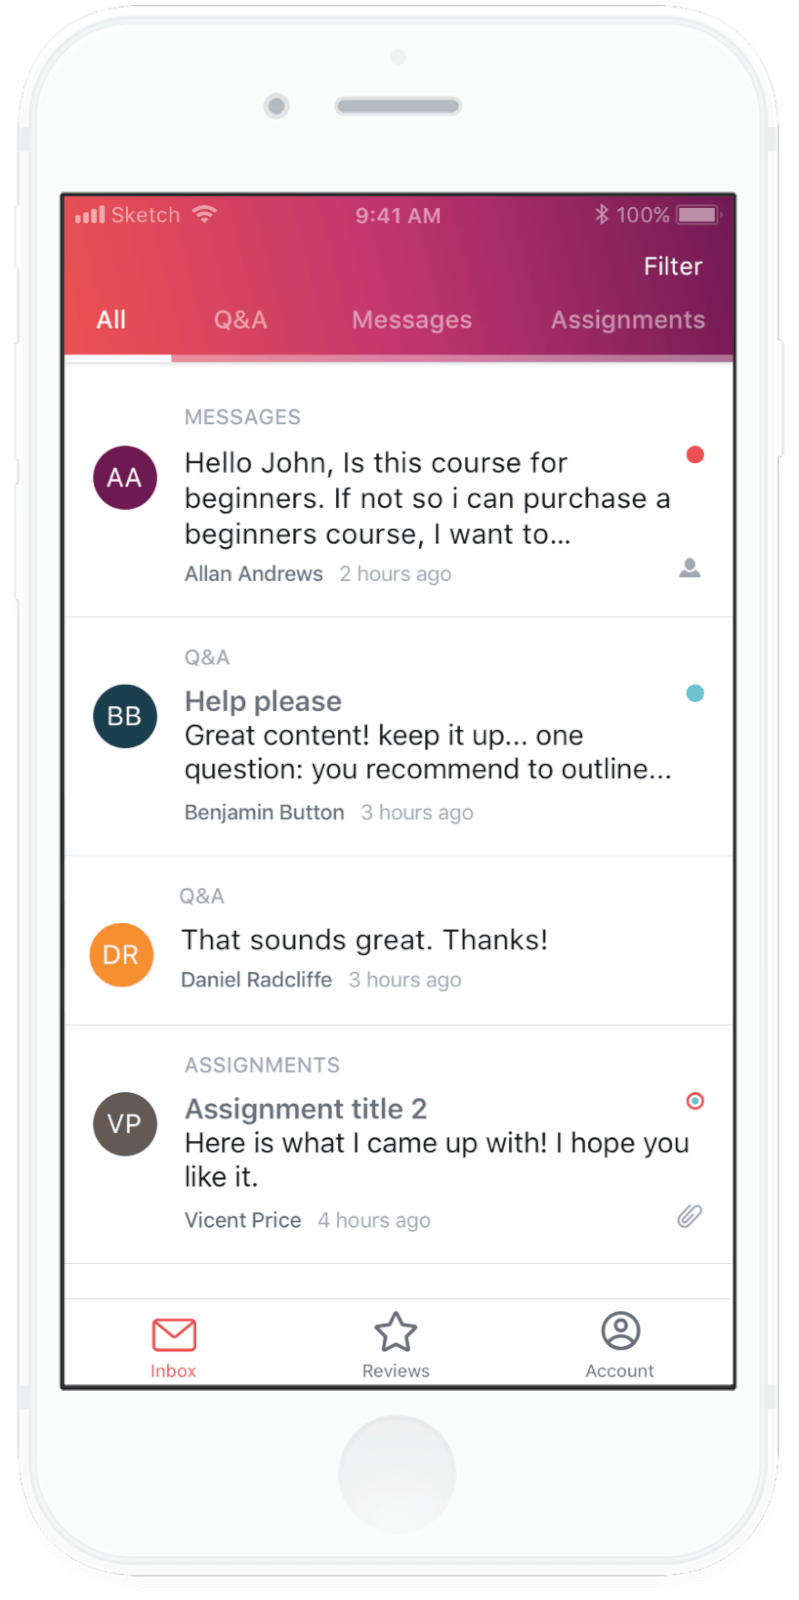 Sketch 9:41 AM 100%
Filter
All Q&A Messages Assignments
MESSAGES
AA
Hello John, Is this course for
beginners. If not so i can purchase a
beginners course, I want to...
Allan Andrews 2 hours ago
Q&A
BB
Help please
Great content! keep it up... one
question: you recommend to outline...
Benjamin Button 3 hours ago
Q&A
DR
That sounds great. Thanks!
Daniel Radcliffe 3 hours ago
ASSIGNMENTS
VP
Assignment title 2
Here is what I came up with! I hope you
like it.
Vicent Price 4 hours ago
Inbox Reviews Account